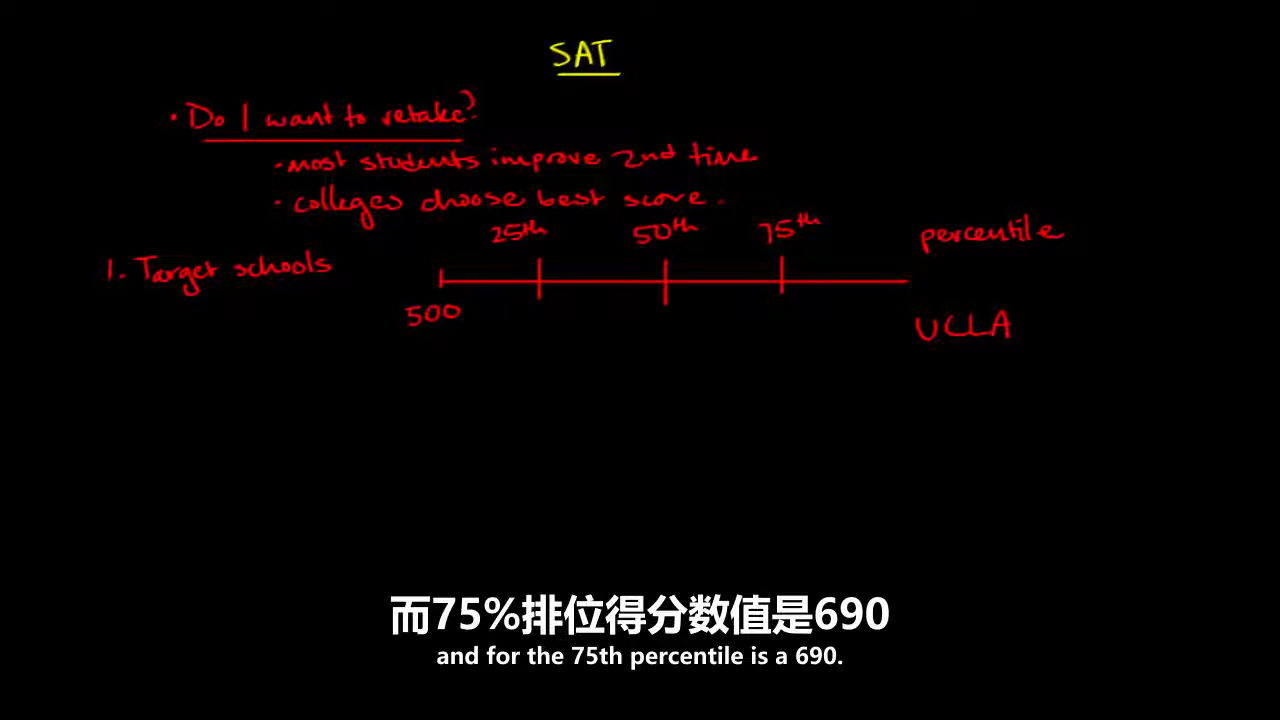 SAT
· Do I want to retake?
· most students improve 2nd time
· colleges choose best score.
25th 50th 75th percentile
1. Target schools
500
UCLA
而75%排位得分数值是690
and for the 75th percentile is a 690.